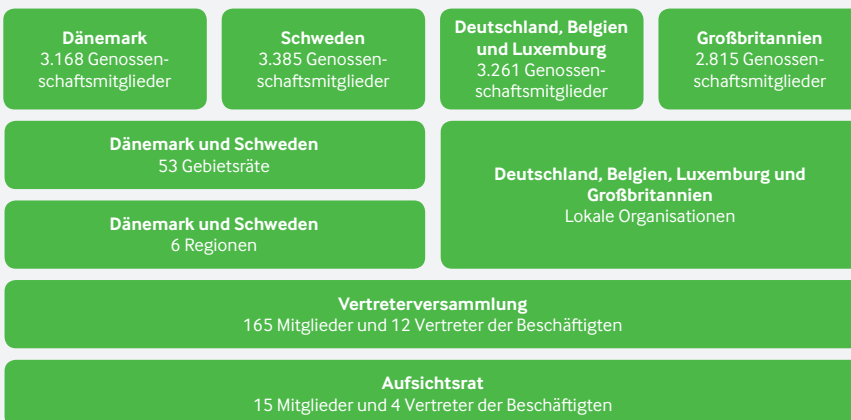 Dänemark
3.168 Genossen-
schaftsmitglieder
Schweden
3.385 Genossen-
schaftsmitglieder
Deutschland, Belgien
und Luxemburg
3.261 Genossen-
schaftsmitglieder
Großbritannien
2.815 Genossen-
schaftsmitglieder
Dänemark und Schweden
53 Gebietsräte
Dänemark und Schweden
6 Regionen
Deutschland, Belgien, Luxemburg und
Großbritannien
Lokale Organisationen
Vertreterversammlung
165 Mitglieder und 12 Vertreter der Beschäftigten
Aufsichtsrat
15 Mitglieder und 4 Vertreter der Beschäftigten